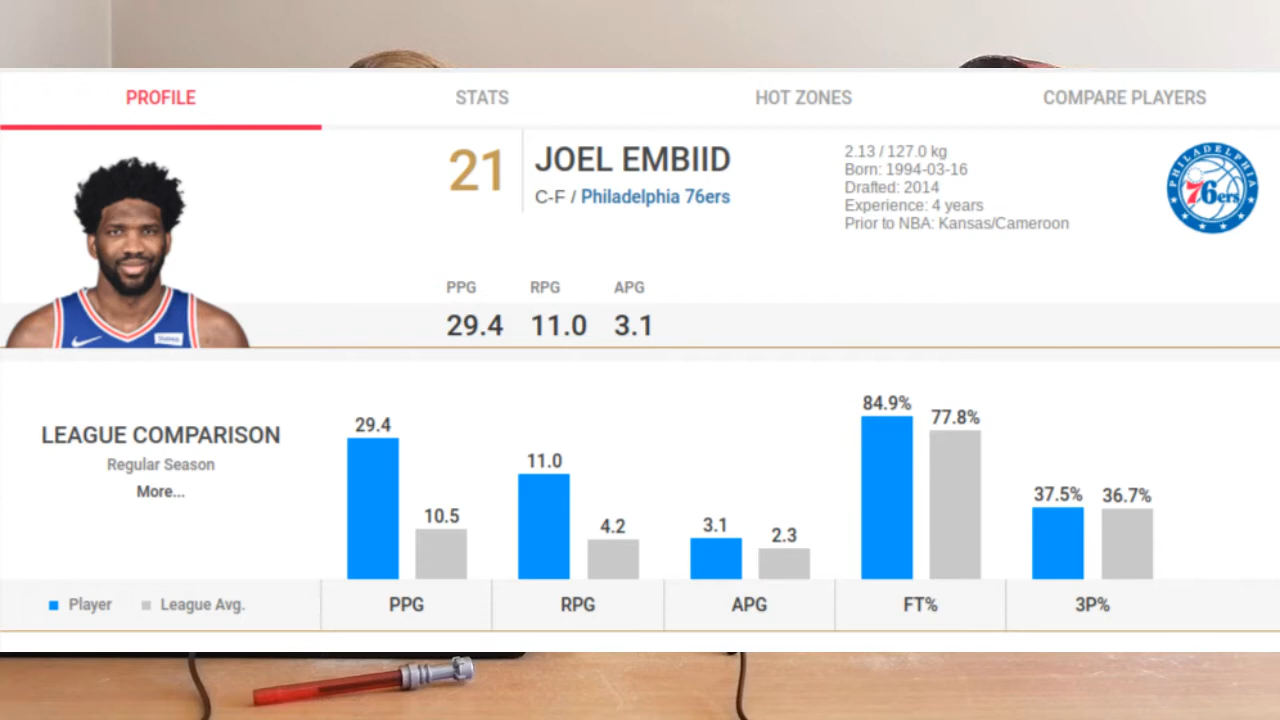 PROFILE
STATS
HOT ZONES
COMPARE PLAYERS
21
JOEL EMBIID
C-F / Philadelphia 76ers
2.13 / 127.0 kg
Born: 1994-03-16
Drafted: 2014
Experience: 4 years
Prior to NBA: Kansas/Cameroon
PHILADELPHIA
76ers
PPG RPG APG
29.4 11.0 3.1
LEAGUE COMPARISON
Regular Season
More...
29.4
10.5
11.0
4.2
3.1
2.3
84.9%
77.8%
37.5%
36.7%
Player
League Avg.
PPG
RPG
APG
FT%
3P%